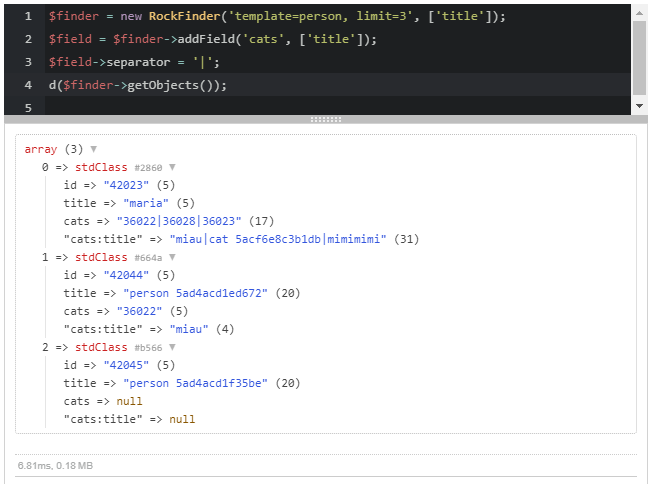 1 $finder = new RockFinder('template=person, limit=3', ['title']);
2 $field = $finder->addField('cats', ['title']);
3 $field->separator = '|';
4 d($finder->getObjects());
5
array (3) ▼
0 => stdClass #2860 ▼
id => "42023" (5)
title => "maria" (5)
cats => "36022|36028|36023" (17)
"cats:title" => "miau|cat 5acf6e8c3b1db|mimimimi" (31)
1 => stdClass #664a ▼
id => "42044" (5)
title => "person 5ad4acd1ed672" (20)
cats => "36022" (5)
"cats:title" => "miau" (4)
2 => stdClass #b566 ▼
id => "42045" (5)
title => "person 5ad4acd1f35be" (20)
cats => null
"cats:title" => null
6.81ms, 0.18 MB